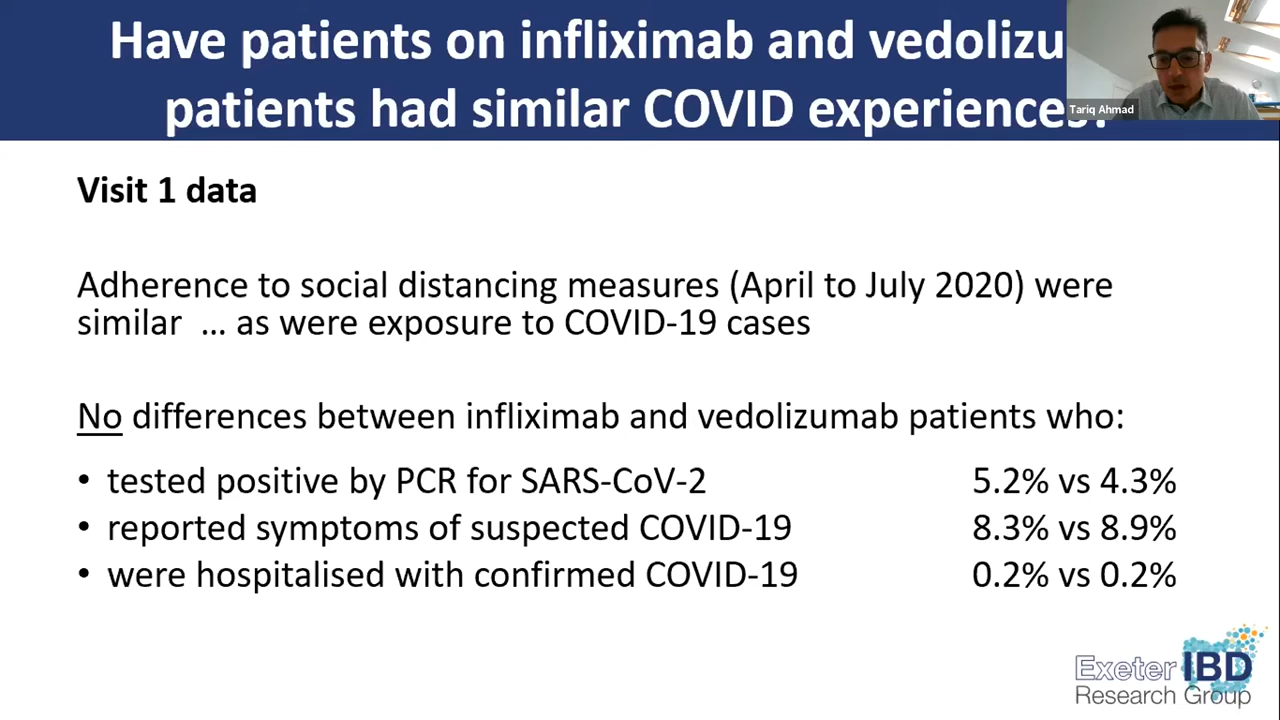 Have patients on infliximab and vedolizu
patients had similar COVID experiences?
Tariq Ahmad
Visit 1 data
Adherence to social distancing measures (April to July 2020) were
similar ... as were exposure to COVID-19 cases
No differences between infliximab and vedolizumab patients who:
• tested positive by PCR for SARS-CoV-2 5.2% vs 4.3%
• reported symptoms of suspected COVID-19 8.3% vs 8.9%
• were hospitalised with confirmed COVID-19 0.2% vs 0.2%
Exeter IBD
Research Group